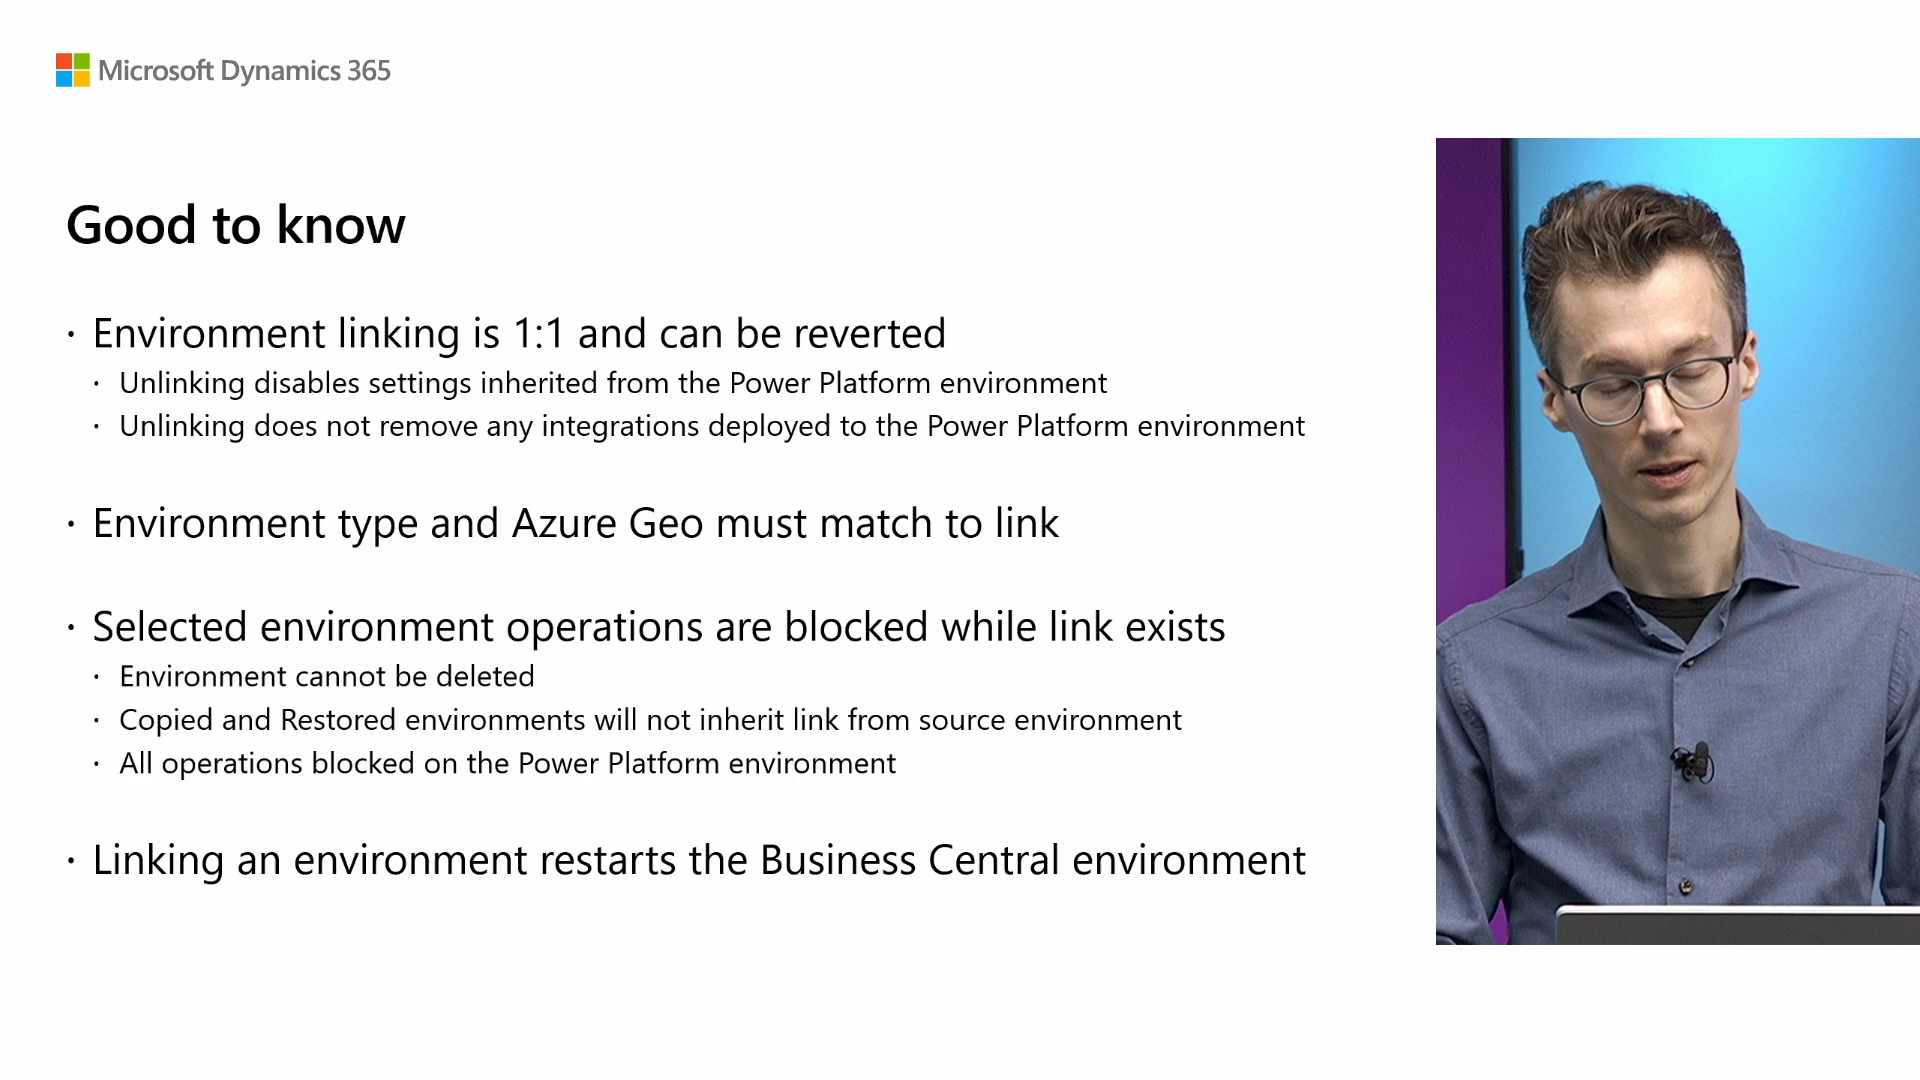 Microsoft Dynamics 365
Good to know
· Environment linking is 1:1 and can be reverted
· Unlinking disables settings inherited from the Power Platform environment
· Unlinking does not remove any integrations deployed to the Power Platform environment
· Environment type and Azure Geo must match to link
· Selected environment operations are blocked while link exists
· Environment cannot be deleted
· Copied and Restored environments will not inherit link from source environment
· All operations blocked on the Power Platform environment
· Linking an environment restarts the Business Central environment